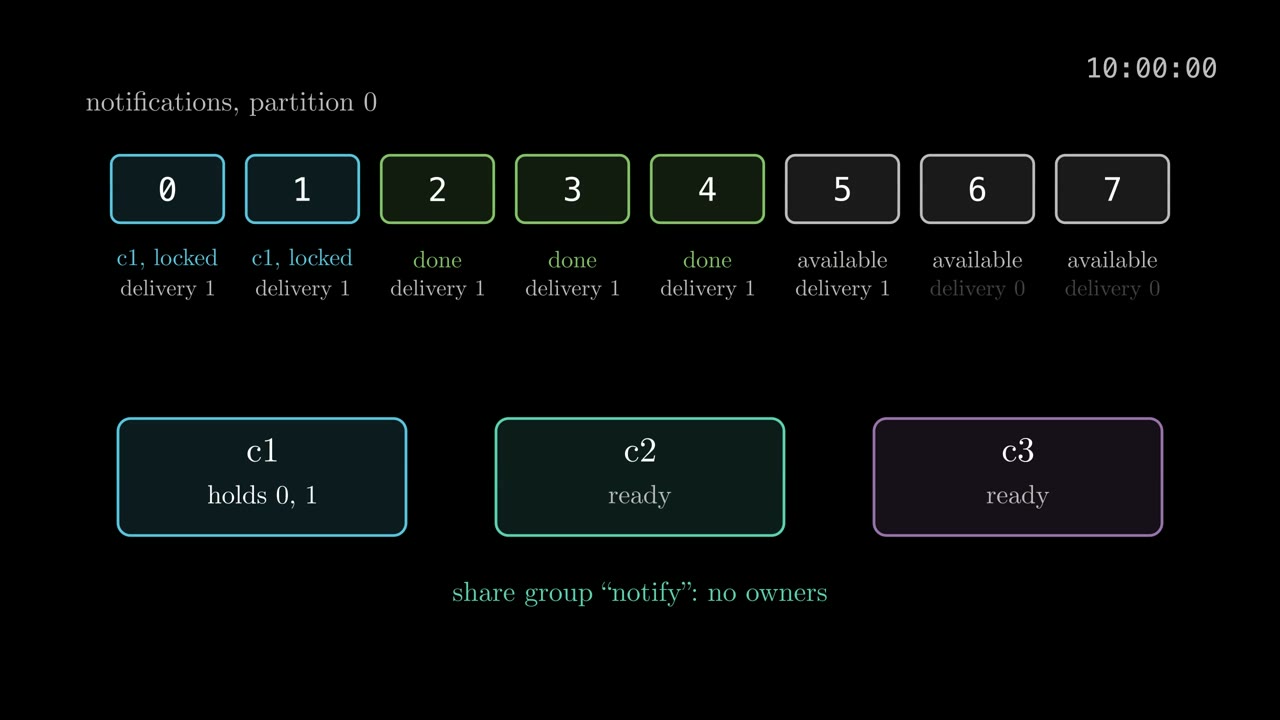 10:00:00
notifications, partition 0
0 1 2 3 4 5 6 7
c1, locked c1, locked done done done available available available
delivery 1 delivery 1 delivery 1 delivery 1 delivery 1 delivery 1 delivery 0 delivery 0
c1 c2 c3
holds 0, 1 ready ready
share group “notify”: no owners